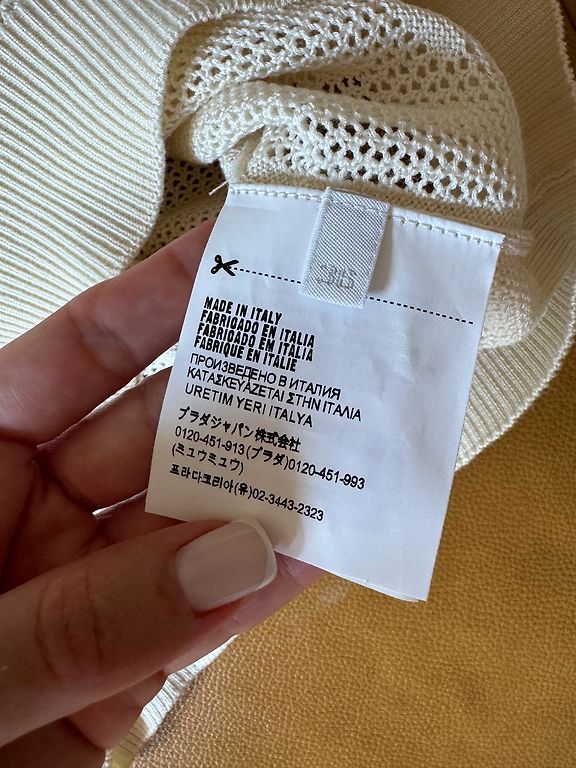 MADE IN ITALY
FABRIGADO EN ITALIA
FABRICADO EM ITALIA
FABRIQUE EN ITALIE
ПРОИЗВЕДЕНО В ИТАЛИЯ
ΚΑΤΑΣΚΕΥΑΖΕΤΑΙ ΣΤΗΝ ΙΤΑΛΙΑ
URETIM YERI ITALYA
プラダジャパン株式会社
0120-451-913(プラダ)0120-451-993
(ミュウミュウ)
프라다코리아(유)02-3443-2323